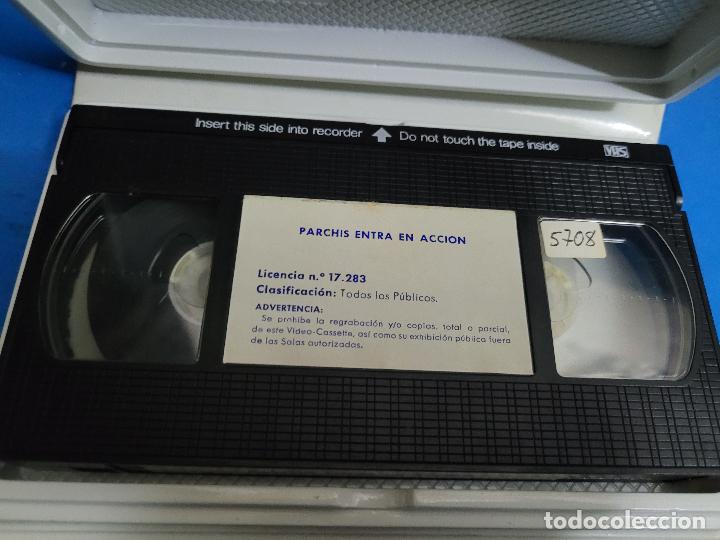 Insert this side into recorder Do not touch the tape inside VHS
PARCHIS ENTRA EN ACCION
5708
Licencia n.º 17.283
Clasificación: Todos los Públicos.
ADVERTENCIA:
Se prohibe la regrabación y/o copias, total o parcial,
de este Video-Cassette, así como su exhibición pública fuera
de las Salas autorizadas.
todocoleccion.net